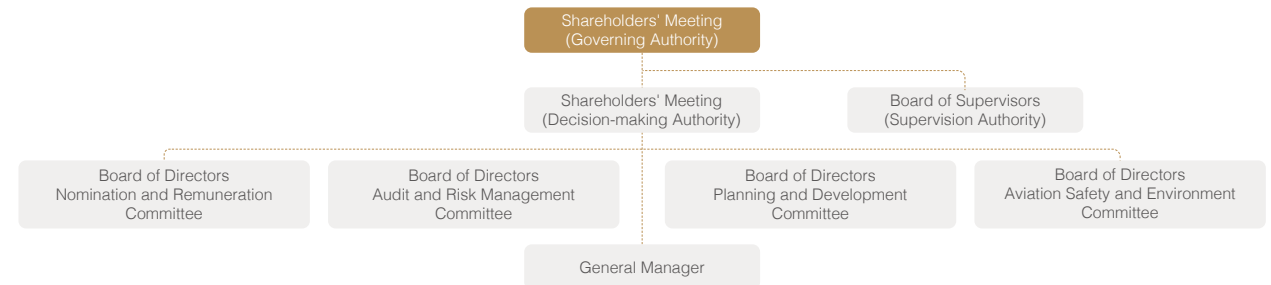 Shareholders' Meeting
(Governing Authority)
Shareholders' Meeting
(Decision-making Authority)
Board of Supervisors
(Supervision Authority)
Board of Directors
Nomination and Remuneration
Committee
Board of Directors
Audit and Risk Management
Committee
Board of Directors
Planning and Development
Committee
Board of Directors
Aviation Safety and Environment
Committee
General Manager